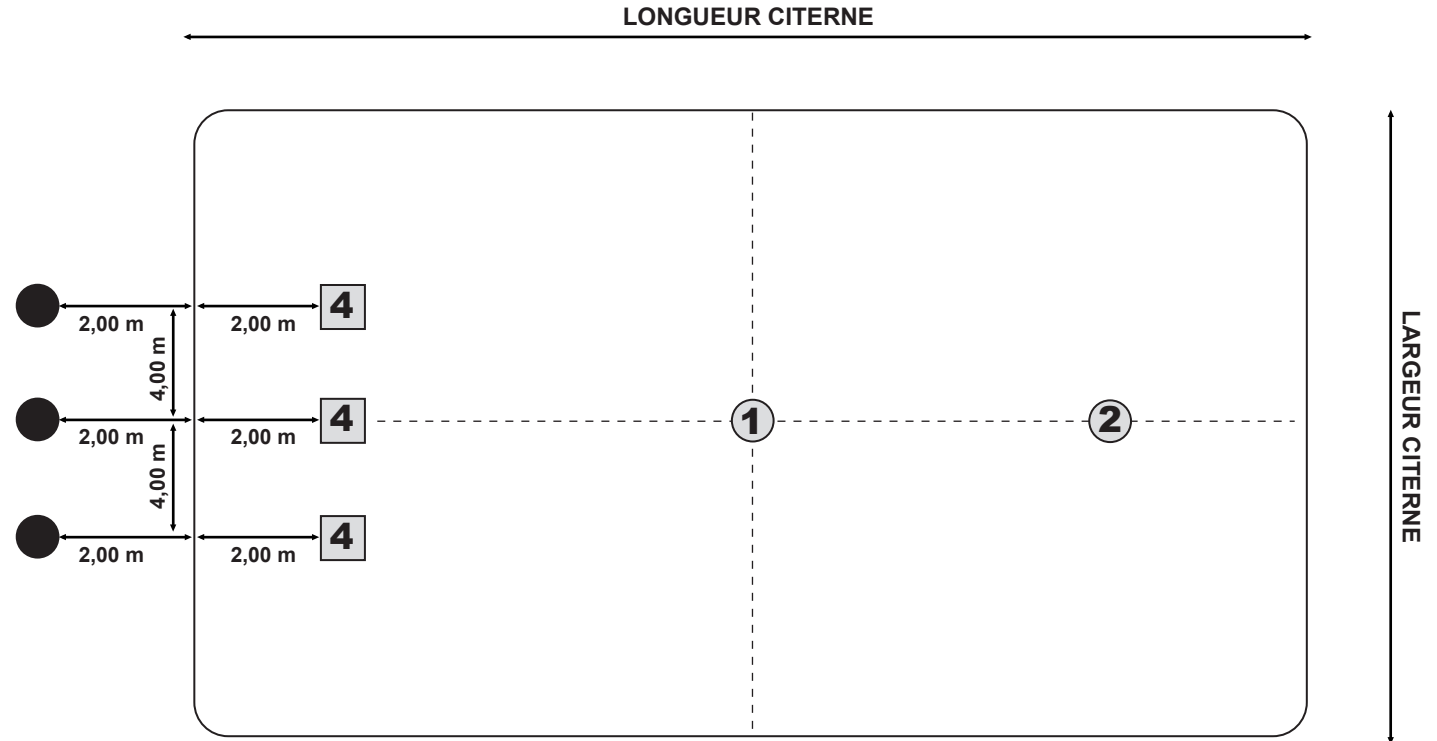 LONGUEUR CITERNE
4
2,00 m
2,00 m
4,00 m
4
1
2
2,00 m
2,00 m
4,00 m
4
2,00 m
2,00 m
LARGEUR CITERNE